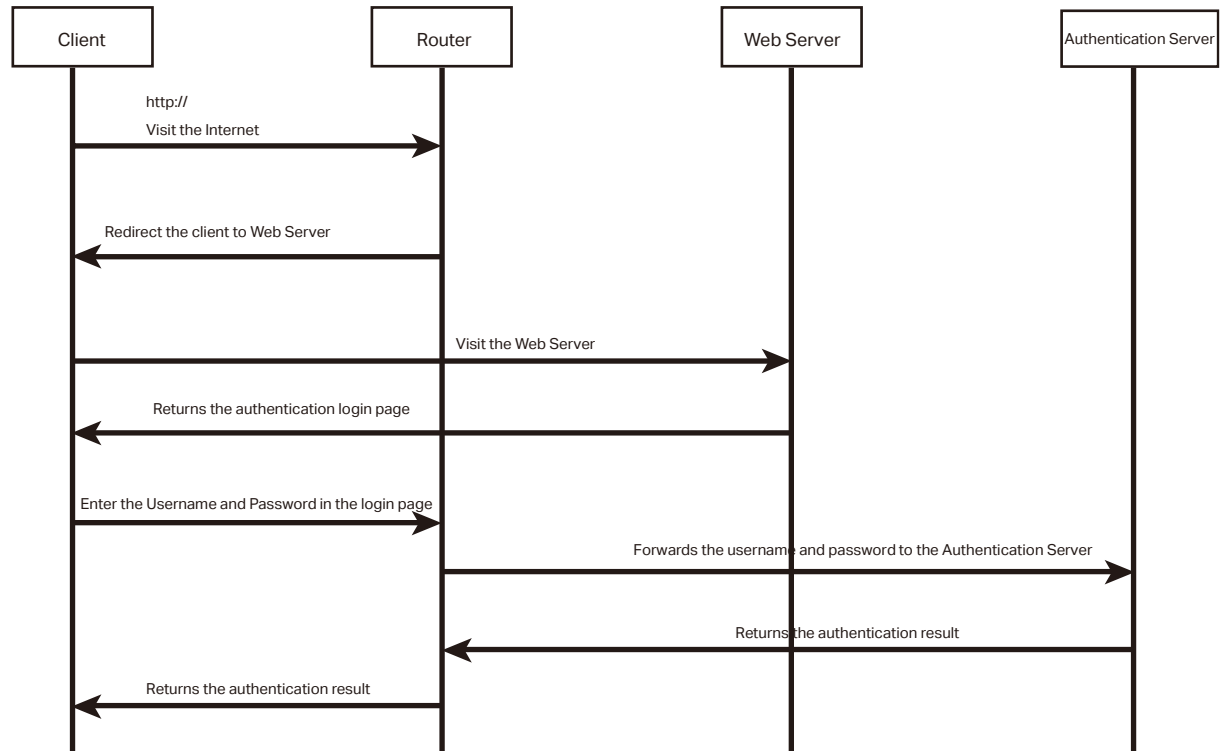 Client
Router
Web Server
Authentication Server
http://
Visit the Internet
Redirect the client to Web Server
Visit the Web Server
Returns the authentication login page
Enter the Username and Password in the login page
Forwards the username and password to the Authentication Server
Returns the authentication result
Returns the authentication result